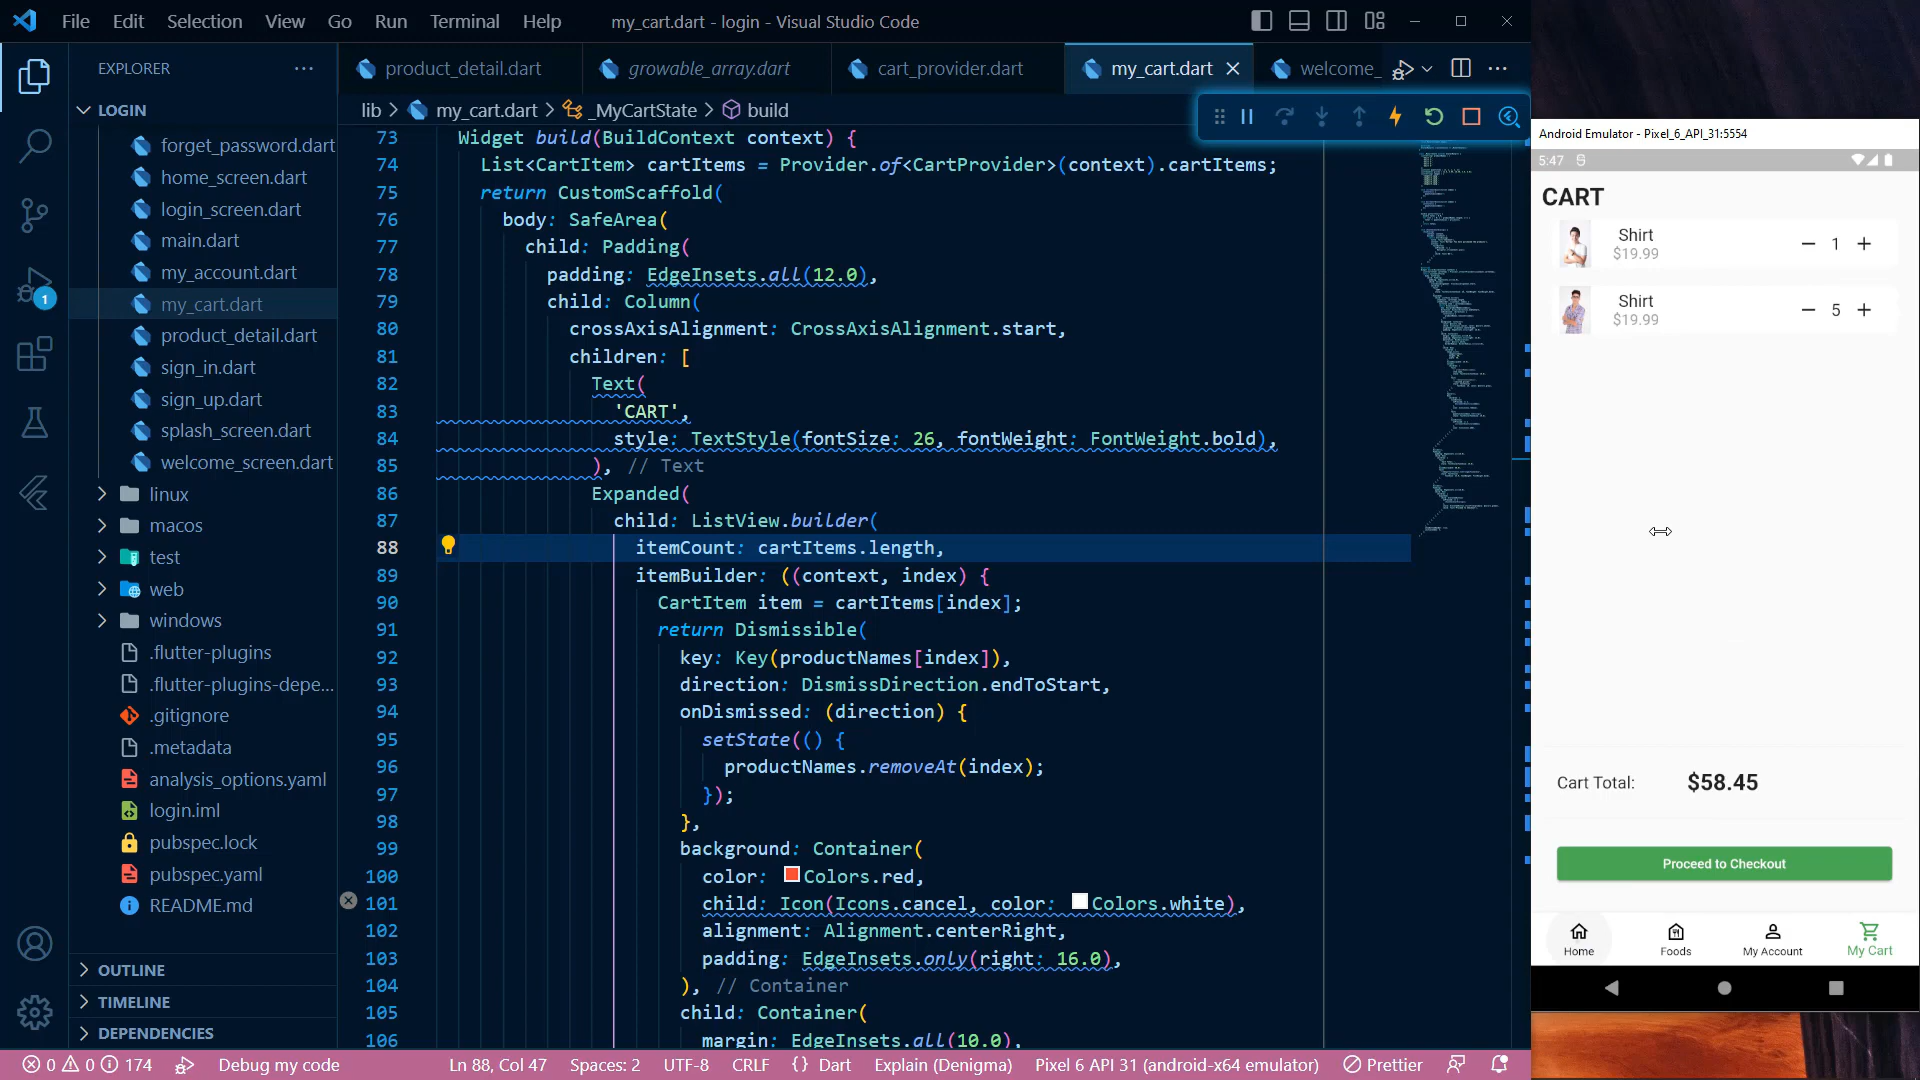 File Edit Selection View Go Run Terminal Help
my_cart.dart - login - Visual Studio Code
EXPLORER
LOGIN
forget_password.dart
home_screen.dart
login_screen.dart
main.dart
my_account.dart
my_cart.dart
product_detail.dart
sign_in.dart
sign_up.dart
splash_screen.dart
welcome_screen.dart
linux
macos
test
web
windows
.flutter-plugins
.flutter-plugins-depe...
.gitignore
.metadata
analysis_options.yaml
login.iml
pubspec.lock
pubspec.yaml
README.md
OUTLINE
TIMELINE
DEPENDENCIES
1
product_detail.dart growable_array.dart cart_provider.dart my_cart.dart welcome_
lib > my_cart.dart > _MyCartState > build
73 Widget build(BuildContext context) {
74 List<CartItem> cartItems = Provider.of<CartProvider>(context).cartItems;
75 return CustomScaffold(
76 body: SafeArea(
77 child: Padding(
78 padding: EdgeInsets.all(12.0),
79 child: Column(
80 crossAxisAlignment: CrossAxisAlignment.start,
81 children: [
82 Text(
83 'CART',
84 style: TextStyle(fontSize: 26, fontWeight: FontWeight.bold),
85 ), // Text
86 Expanded(
87 child: ListView.builder(
88 itemCount: cartItems.length,
89 itemBuilder: ((context, index) {
90 CartItem item = cartItems[index];
91 return Dismissible(
92 key: Key(productNames[index]),
93 direction: DismissDirection.endToStart,
94 onDismissed: (direction) {
95 setState(() {
96 productNames.removeAt(index);
97 });
98 },
99 background: Container(
100 color: Colors.red,
101 child: Icon(Icons.cancel, color: Colors.white),
102 alignment: Alignment.centerRight,
103 padding: EdgeInsets.only(right: 16.0),
104 ), // Container
105 child: Container(
106 margin: EdgeInsets.all(10.0),
0 0 174 Debug my code Ln 88, Col 47 Spaces: 2 UTF-8 CRLF {} Dart Explain (Denigma) Pixel 6 API 31 (android-x64 emulator) Prettier
Android Emulator - Pixel_6_API_31:5554
5:47
CART
Shirt
$19.99
1
Shirt
$19.99
5
Cart Total: $58.45
Proceed to Checkout
Home Foods My Account My Cart